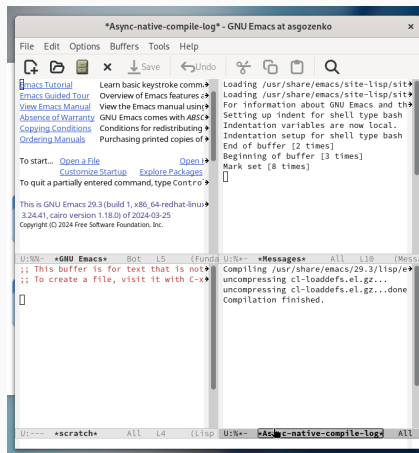 *Async-native-compile-log* - GNU Emacs at asgozenko
×
File Edit Options Buffers Tools Help
Save Undo
Emacs Tutorial Learn basic keystroke comma
Emacs Guided Tour Overview of Emacs features a
View Emacs Manual View the Emacs manual using
Absence of Warranty GNU Emacs comes with ABSO
Copying Conditions Conditions for redistributing
Ordering Manuals Purchasing printed copies of
To start... Open a File Open
Customize Startup Explore Packages
To quit a partially entered command, type Contro
This is GNU Emacs 29.3 (build 1, x86_64-redhat-linux
3.24.41, cairo version 1.18.0) of 2024-03-25
Copyright (C) 2024 Free Software Foundation, Inc.
U:%%- *GNU Emacs* Bot L5 (Funda
Loading /usr/share/emacs/site-lisp/sit
Loading /usr/share/emacs/site-lisp/sit
For information about GNU Emacs and th
Setting up indent for shell type bash
Indentation variables are now local.
Indentation setup for shell type bash
End of buffer [2 times]
Beginning of buffer [3 times]
Mark set [8 times]
U:%*- *Messages* All L10 (Mess
;; This buffer is for text that is not
;; To create a file, visit it with C-x
U:--- *scratch* All L4 (Lisp
Compiling /usr/share/emacs/29.3/lisp/e
uncompressing cl-loaddefs.el.gz...
uncompressing cl-loaddefs.el.gz...done
Compilation finished.
U:%*- *Async-native-compile-log* All